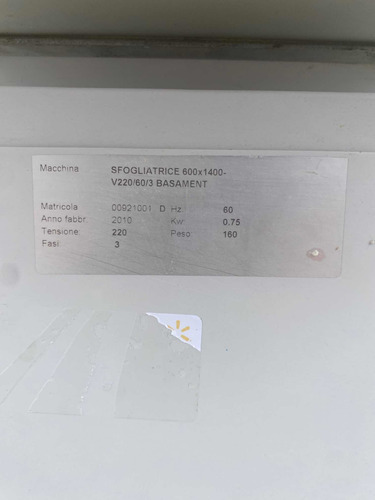 Macchina SFOGLIATRICE 600x1400-
V220/60/3 BASAMENT
Matricola 00921001 D Hz: 60
Anno fabbr. 2010 Kw: 0.75
Tensione: 220 Peso: 160
Fasi: 3